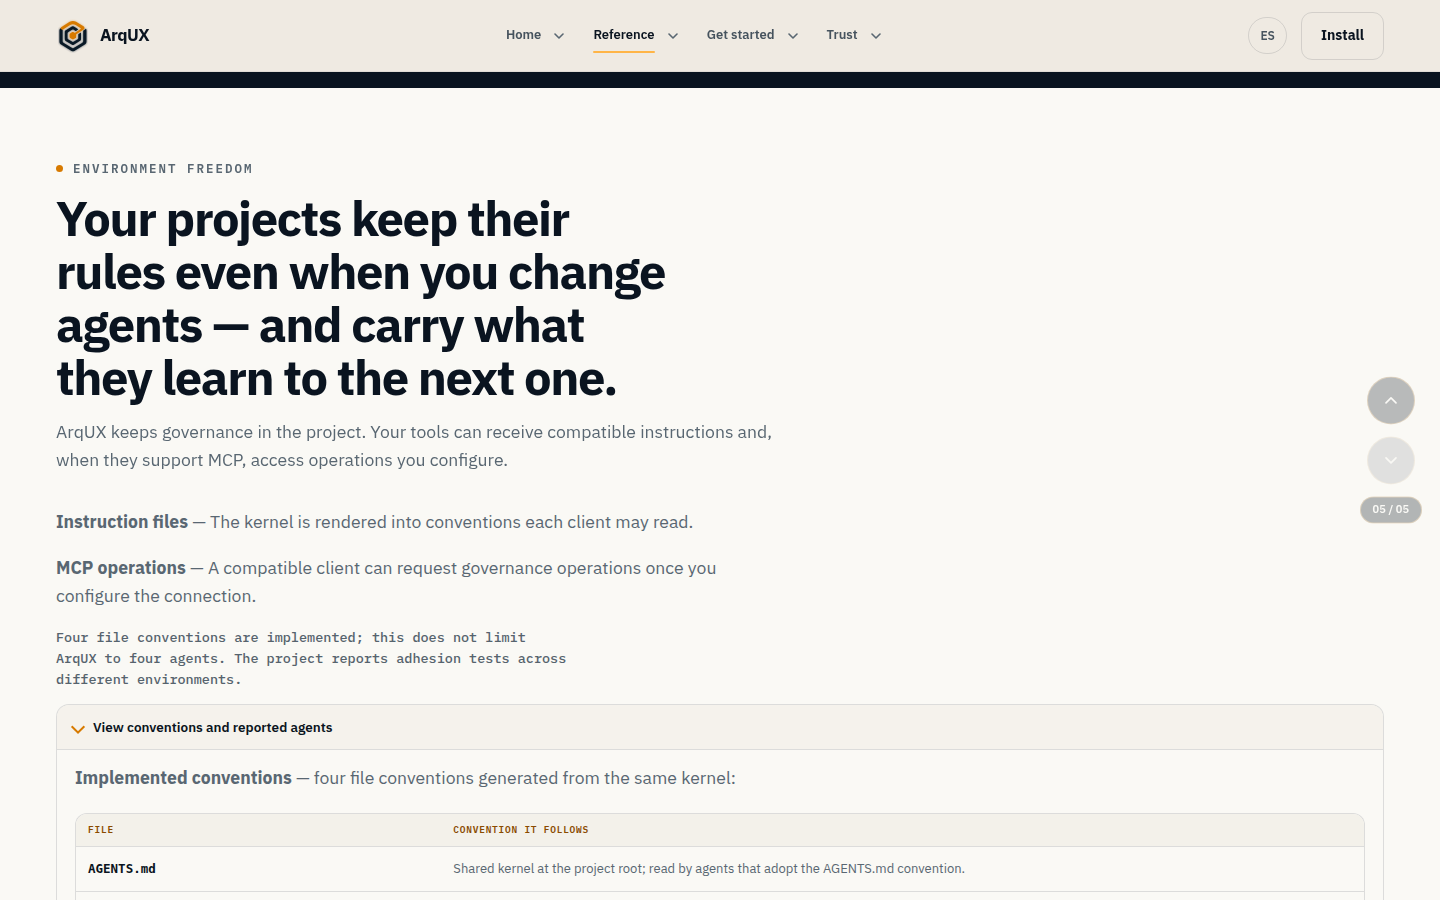 ArqUX
Home
Reference
Get started
Trust
ES
Install
ENVIRONMENT FREEDOM
Your projects keep their
rules even when you change
agents — and carry what
they learn to the next one.
ArqUX keeps governance in the project. Your tools can receive compatible instructions and,
when they support MCP, access operations you configure.
Instruction files — The kernel is rendered into conventions each client may read.
MCP operations — A compatible client can request governance operations once you
configure the connection.
Four file conventions are implemented; this does not limit
ArqUX to four agents. The project reports adhesion tests across
different environments.
05 / 05
View conventions and reported agents
Implemented conventions — four file conventions generated from the same kernel:
FILE
CONVENTION IT FOLLOWS
AGENTS.md
Shared kernel at the project root; read by agents that adopt the AGENTS.md convention.